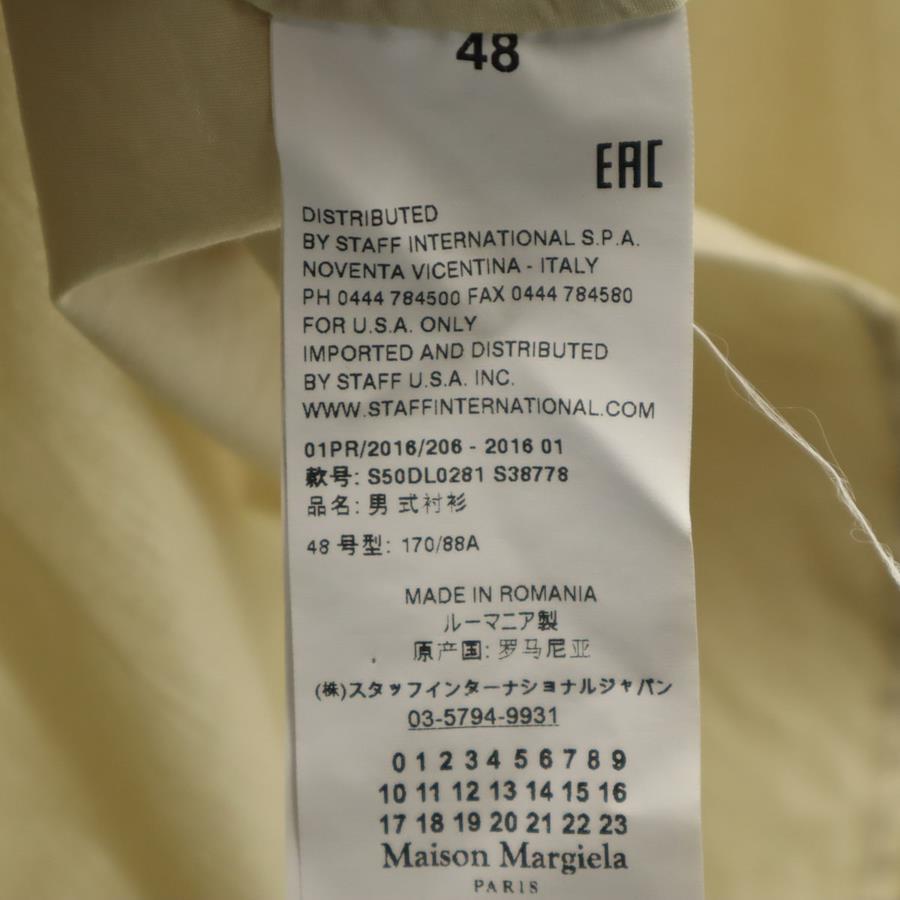 48
EAC
DISTRIBUTED
BY STAFF INTERNATIONAL S.P.A.
NOVENTA VICENTINA - ITALY
PH 0444 784500 FAX 0444 784580
FOR U.S.A. ONLY
IMPORTED AND DISTRIBUTED
BY STAFF U.S.A. INC.
WWW.STAFFINTERNATIONAL.COM
01PR/2016/206 - 2016 01
款号: S50DL0281 S38778
品名: 男式衬衫
48 号型: 170/88A
MADE IN ROMANIA
ルーマニア製
原产国: 罗马尼亚
(株)スタッフインターナショナルジャパン
03-5794-9931
0 1 2 3 4 5 6 7 8 9
10 11 12 13 14 15 16
17 18 19 20 21 22 23
Maison Margiela
PARIS